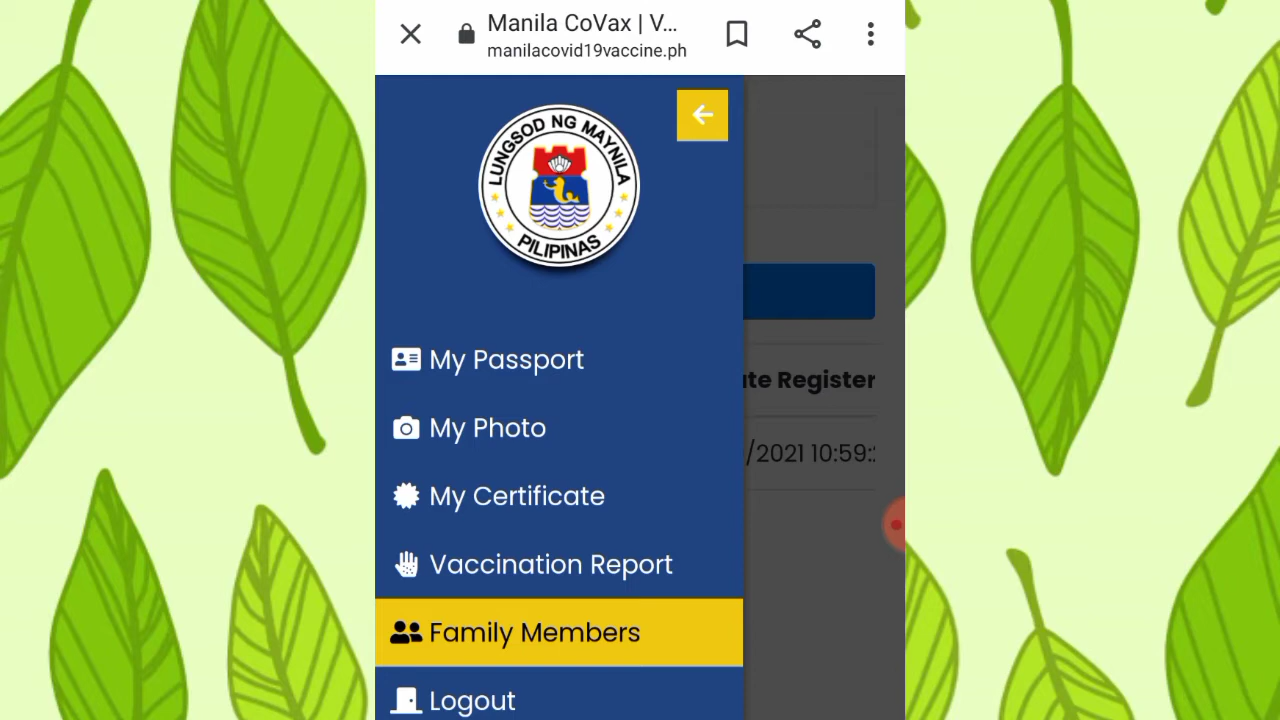 Manila CoVax | V...
manilacovid19vaccine.ph
LUNGSOD NG MAYNILA
PILIPINAS
My Passport
ate Register
My Photo
/2021 10:59:
My Certificate
Vaccination Report
Family Members
Logout